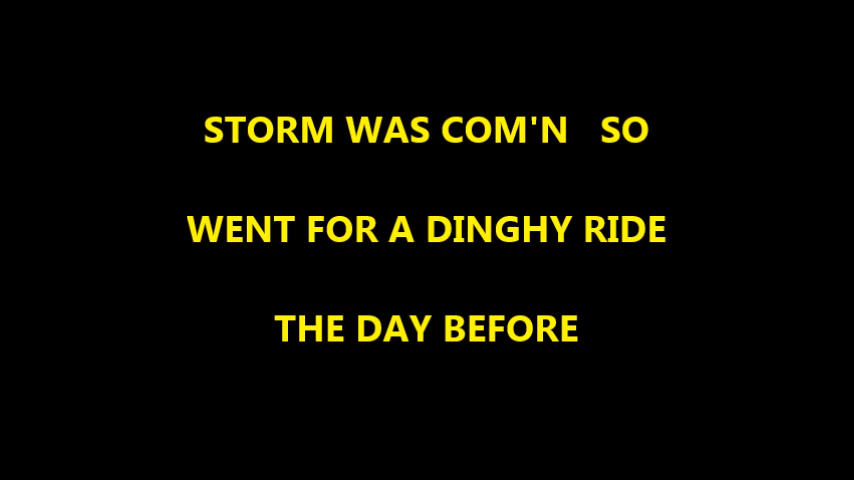 STORM WAS COM'N   SO
WENT FOR A DINGHY RIDE
THE DAY BEFORE